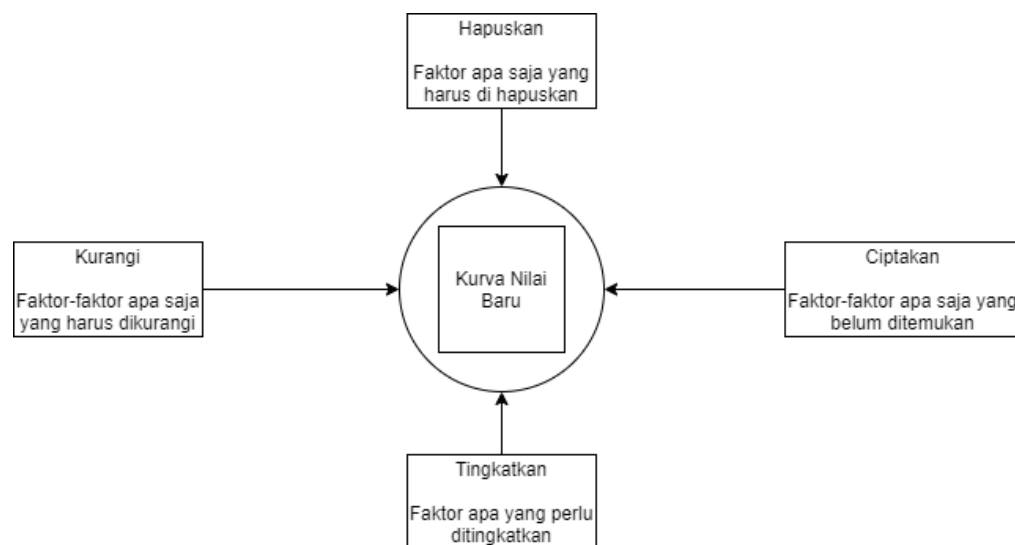 Hapuskan
Faktor apa saja yang
harus di hapuskan
Kurangi
Faktor-faktor apa saja
yang harus dikurangi
Kurva Nilai
Baru
Ciptakan
Faktor-faktor apa saja yang
belum ditemukan
Tingkatkan
Faktor apa yang perlu
ditingkatkan